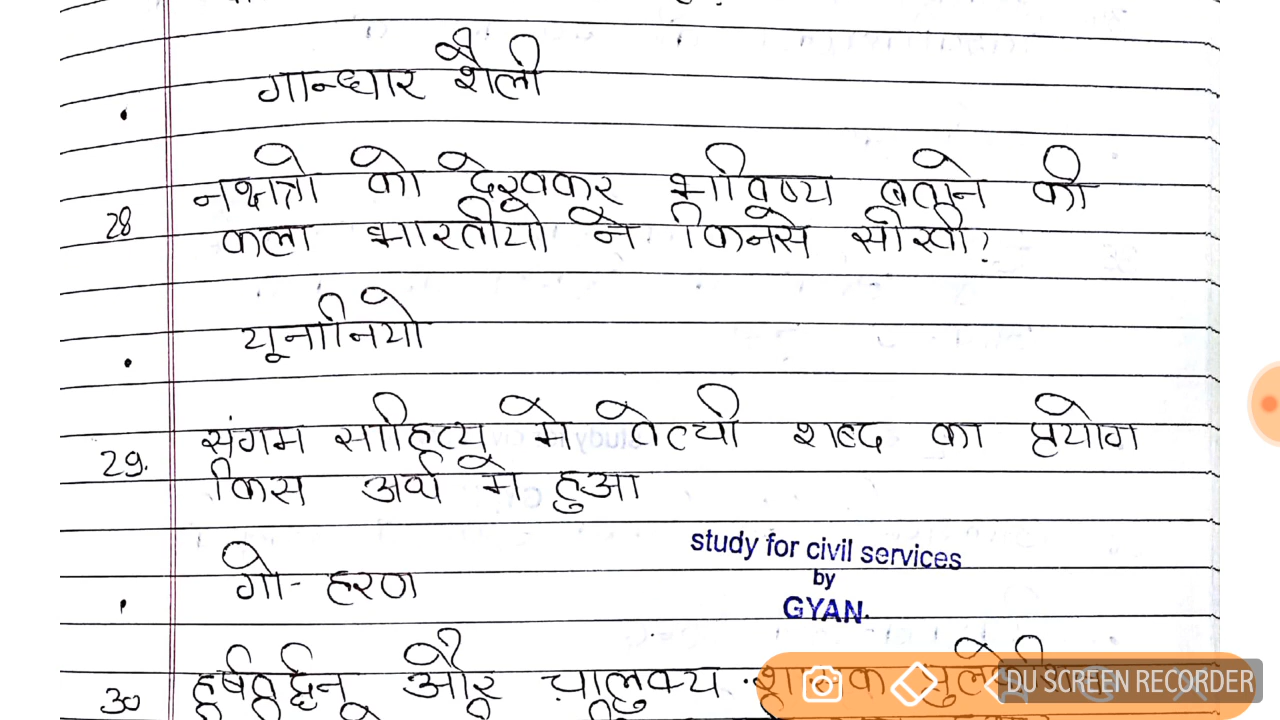 गान्धार शैली
28 नक्षत्रो को देखकर भविष्य बताने की
कला भारतीयो ने किनसे सीखी?
यूनानियो
29. संगम साहित्य मे तोल्यी शब्द का प्रयोग
किस अर्थ मे हुआ
गो-हरण
study for civil services
by
GYAN.
30 हर्षवर्द्धन और चालुक्य
DU SCREEN RECORDER